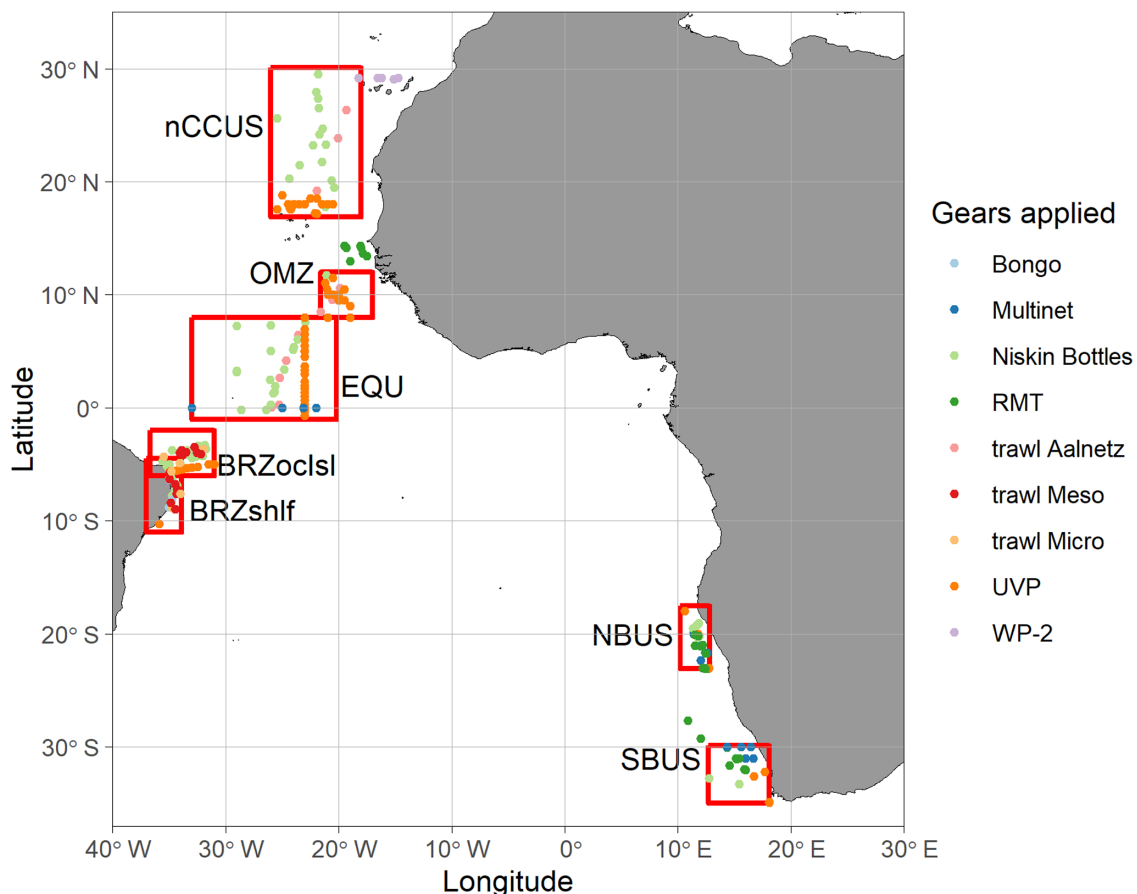 30° N
20° N
10° N
0°
10° S
20° S
30° S
Latitude
40° W
30° W
20° W
10° W
0°
10° E
20° E
30° E
Longitude
nCCUS
OMZ
EQU
BRZoclsl
BRZshlf
NBUS
SBUS
Gears applied
Bongo
Multinet
Niskin Bottles
RMT
trawl Aalnetz
trawl Meso
trawl Micro
UVP
WP-2